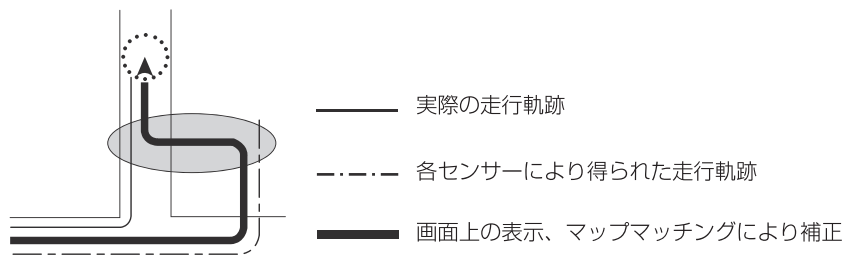 実際の走行軌跡
各センサーにより得られた走行軌跡
画面上の表示、マップマッチングにより補正